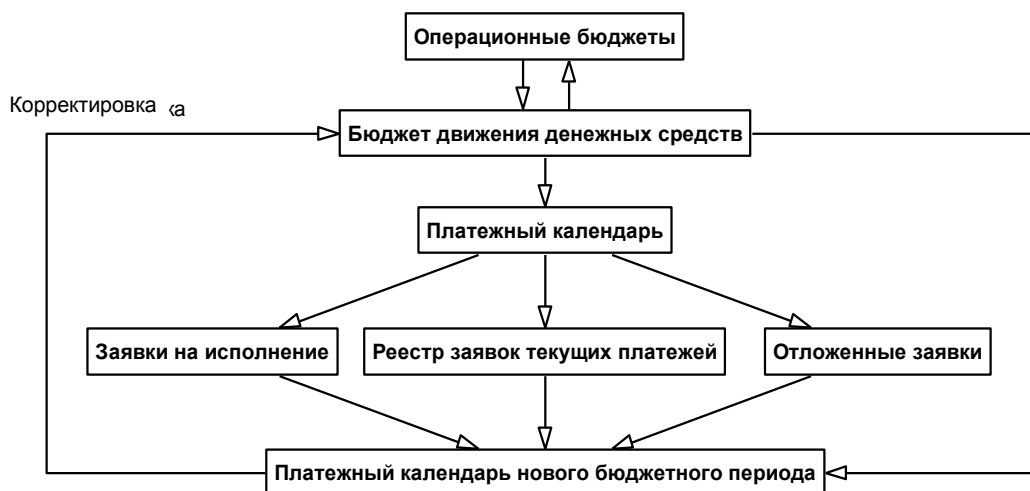 Операционные бюджеты
Корректировка ка
Бюджет движения денежных средств
Платежный календарь
Заявки на исполнение
Реестр заявок текущих платежей
Отложенные заявки
Платежный календарь нового бюджетного периода